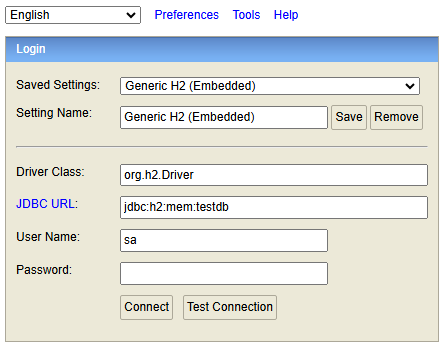 English Preferences Tools Help
Login
Saved Settings: Generic H2 (Embedded)
Setting Name: Generic H2 (Embedded) Save Remove
Driver Class: org.h2.Driver
JDBC URL: jdbc:h2:mem:testdb
User Name: sa
Password:
Connect Test Connection